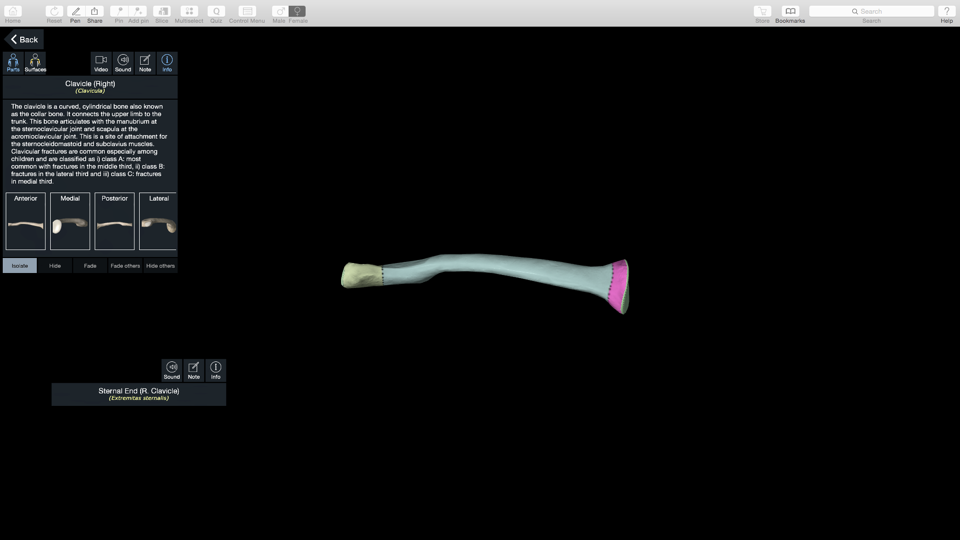 Home
Reset
Pen
Share
Pin
Add pin
Slice
Multiselect
Quiz
Control Menu
Male
Female
Store
Bookmarks
Search
Search
Help
Back
Parts
Surfaces
Video
Sound
Note
Info
Clavicle (Right)
(Clavicula)
The clavicle is a curved, cylindrical bone also known
as the collar bone. It connects the upper limb to the
trunk. This bone articulates with the manubrium at
the sternoclavicular joint and scapula at the
acromioclavicular joint. This is a site of attachment for
the sternocleidomastoid and subclavius muscles.
Clavicular fractures are common especially among
children and are classified as i) class A: most
common with fractures in the middle third, ii) class B:
fractures in the lateral third and iii) class C: fractures
in medial third.
Anterior
Medial
Posterior
Lateral
Isolate
Hide
Fade
Fade others
Hide others
Sound
Note
Info
Sternal End (R. Clavicle)
(Extremitas sternalis)